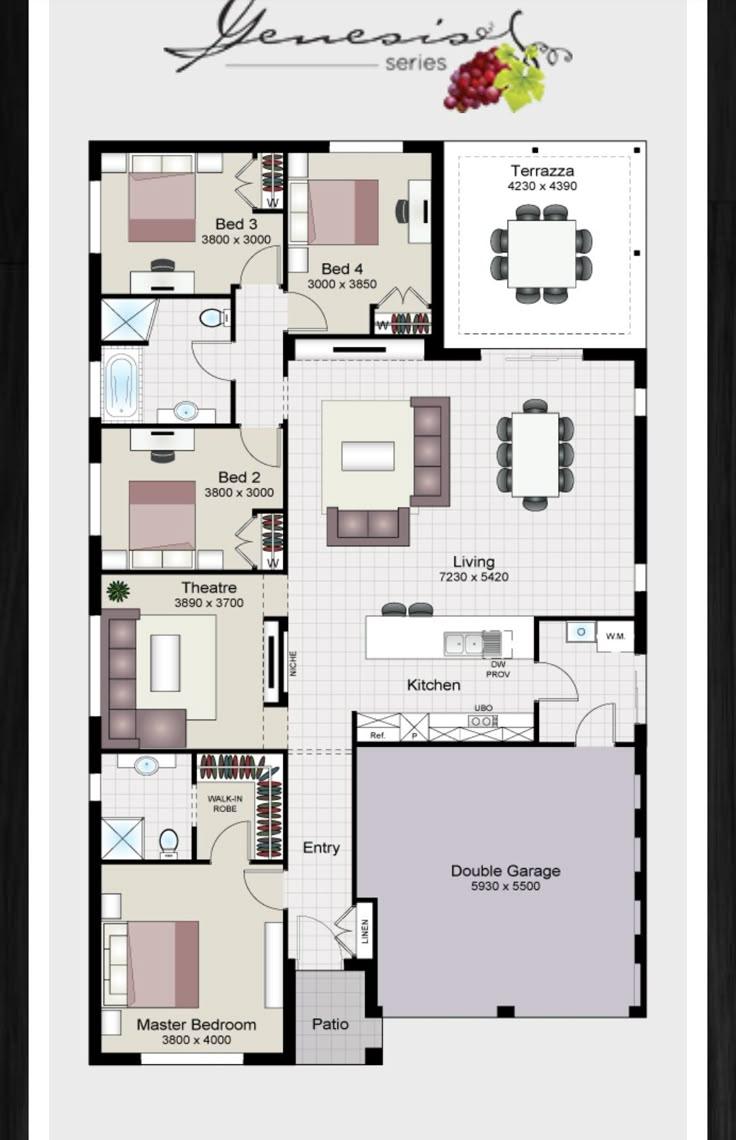 Genesis
series
Terrazza
4230 x 4390
W
Bed 3
3800 x 3000
Bed 4
3000 x 3850
W
Bed 2
3800 x 3000
W
Living
7230 x 5420
Theatre
3890 x 3700
NICHE
W.M.
DW
PROV
Kitchen
UBO
Ref.
P
WALK-IN
ROBE
Entry
Double Garage
5930 x 5500
LINEN
Patio
Master Bedroom
3800 x 4000